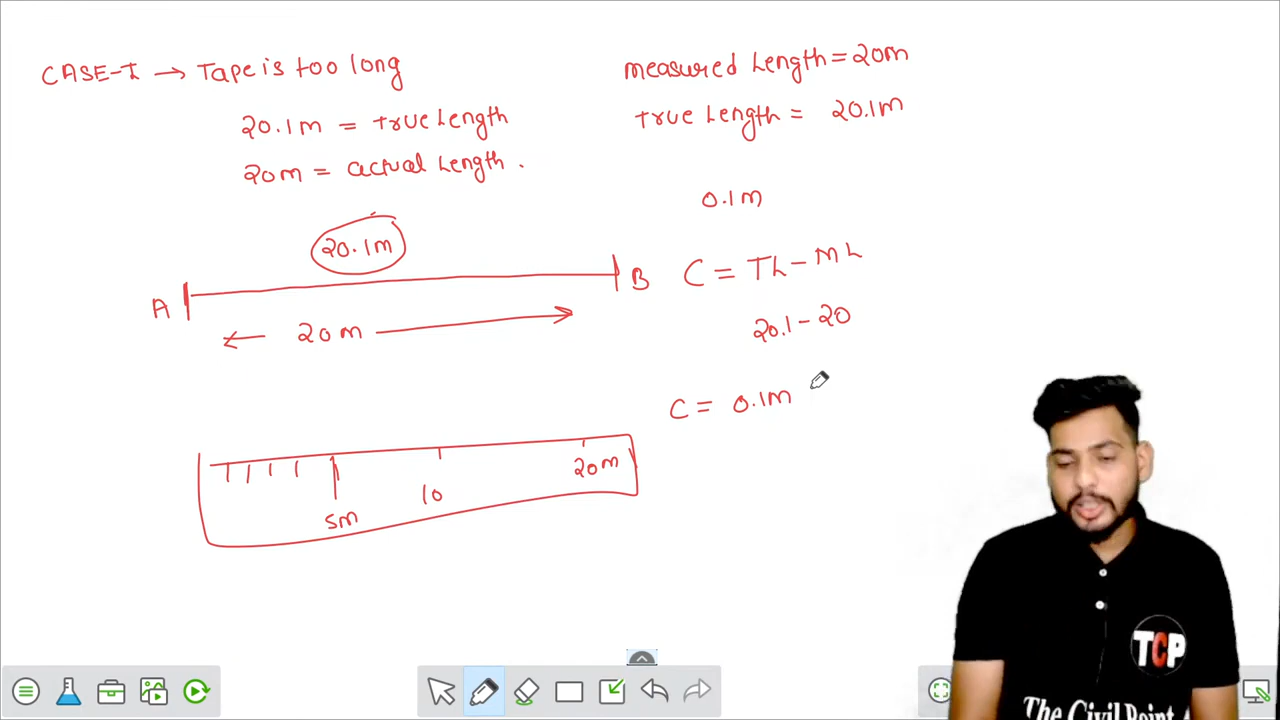 CASE-I → Tape is too long
20.1m = true Length
20m = actual Length.
measured Length = 20m
true Length = 20.1m
0.1m
20.1m
A
B
20m
C = TL - ML
20.1 - 20
C = 0.1m
5m
10
20m
TCP
The Civil Point